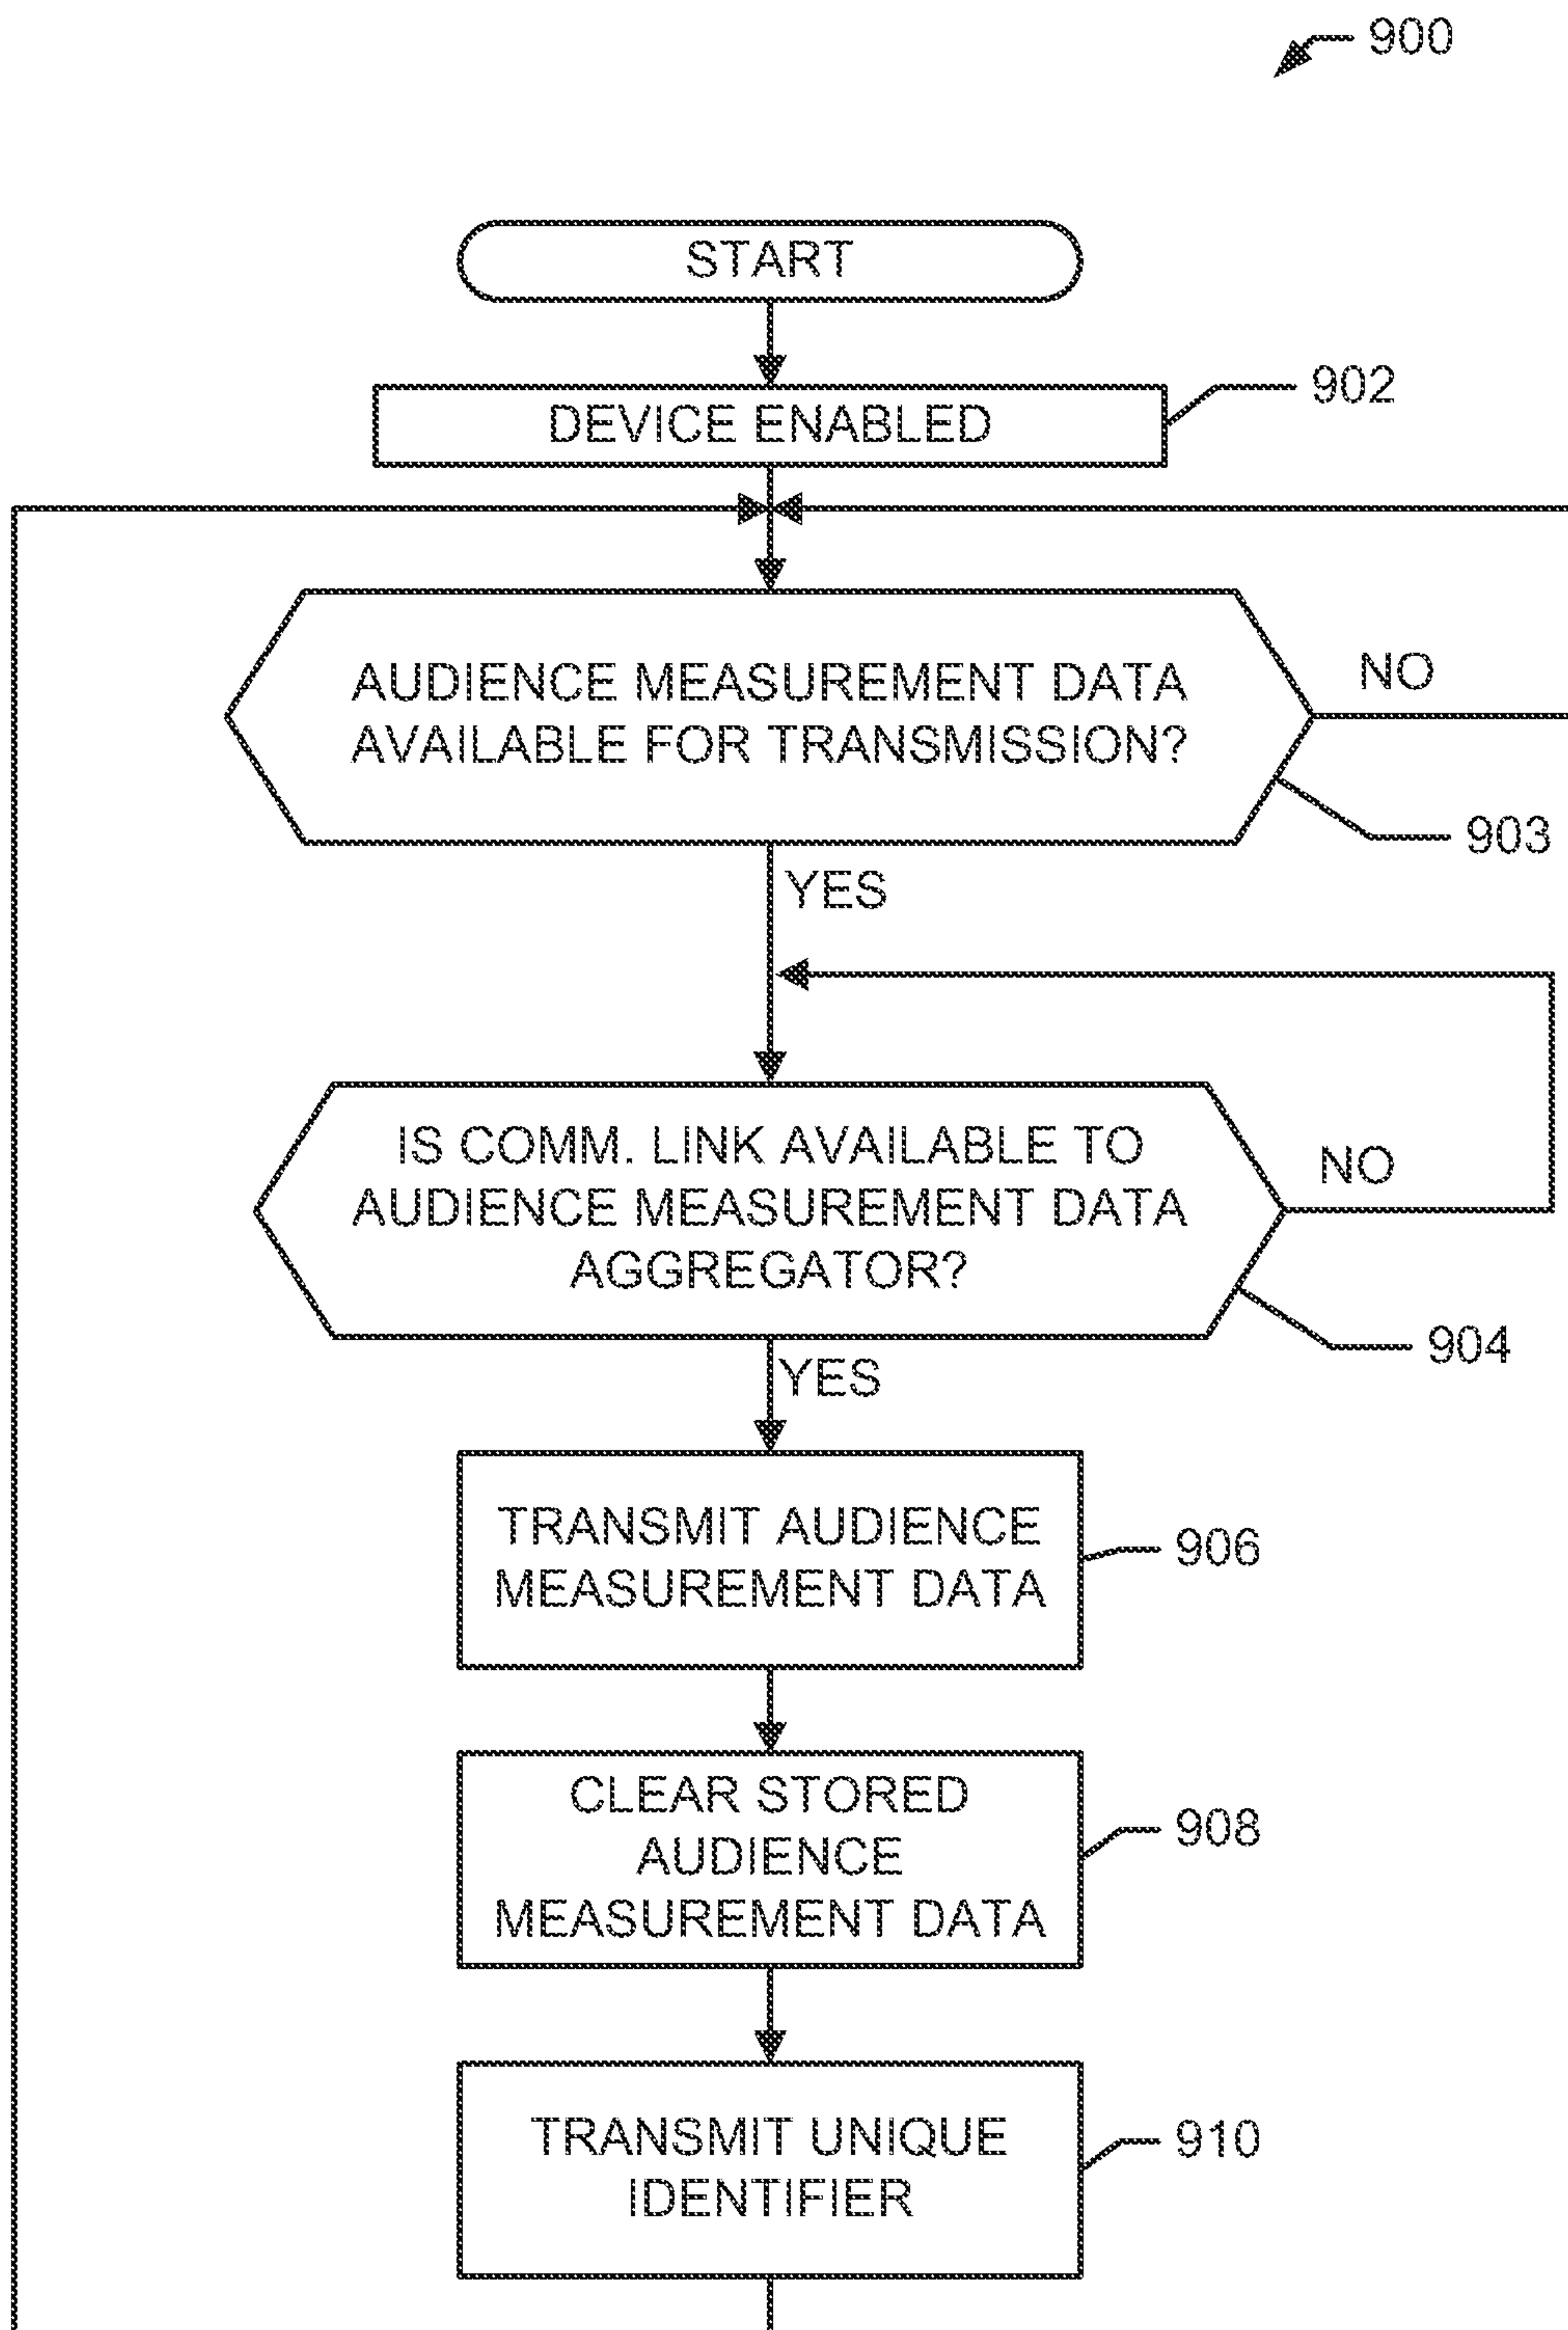 900
START
DEVICE ENABLED
902
AUDIENCE MEASUREMENT DATA
AVAILABLE FOR TRANSMISSION?
NO
903
YES
IS COMM. LINK AVAILABLE TO
AUDIENCE MEASUREMENT DATA
AGGREGATOR?
NO
904
YES
TRANSMIT AUDIENCE
MEASUREMENT DATA
906
CLEAR STORED
AUDIENCE
MEASUREMENT DATA
908
TRANSMIT UNIQUE
IDENTIFIER
910